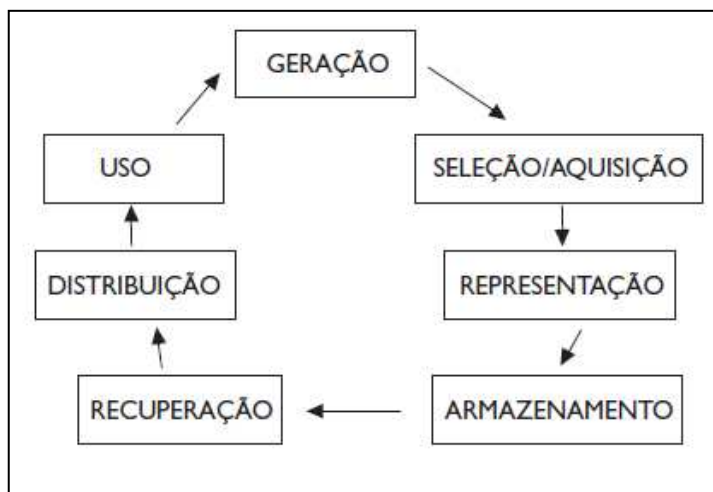 GERAÇÃO
USO
SELEÇÃO/AQUISIÇÃO
DISTRIBUIÇÃO
REPRESENTAÇÃO
RECUPERAÇÃO
ARMAZENAMENTO